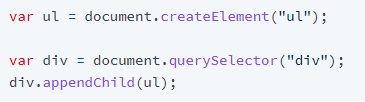 var ul = document.createElement("ul");
var div = document.querySelector("div");
div.appendChild(ul);